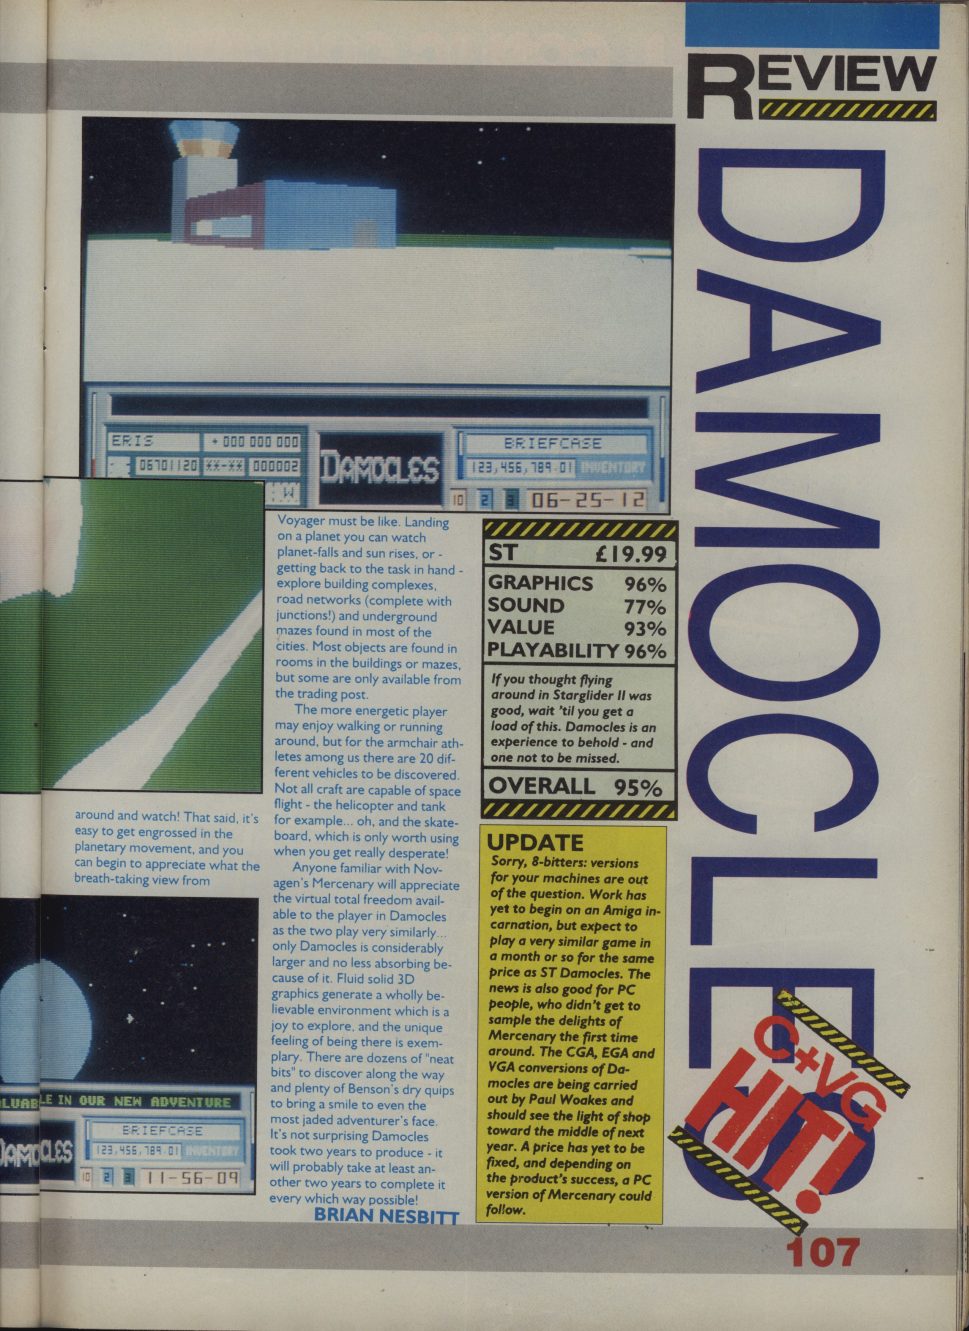 REVIEW
DAMOCLES
ERIS
+000 000 000
06701120
**-**
000002
DAMOCLES
BRIEFCASE
123,456,789.01
INVENTORY
10
2
3
06-25-12
around and watch! That said, it's
easy to get engrossed in the
planetary movement, and you
can begin to appreciate what the
breath-taking view from
LUABLE IN OUR NEW ADVENTURE
BRIEFCASE
123,456,789.01
INVENTORY
DAMOCLES
10
2
3
11-56-09
Voyager must be like. Landing
on a planet you can watch
planet-falls and sun rises, or -
getting back to the task in hand -
explore building complexes,
road networks (complete with
junctions!) and underground
mazes found in most of the
cities. Most objects are found in
rooms in the buildings or mazes,
but some are only available from
the trading post.
The more energetic player
may enjoy walking or running
around, but for the armchair ath-
letes among us there are 20 dif-
ferent vehicles to be discovered.
Not all craft are capable of space
flight - the helicopter and tank
for example... oh, and the skate-
board, which is only worth using
when you get really desperate!
Anyone familiar with Nov-
agen's Mercenary will appreciate
the virtual total freedom avail-
able to the player in Damocles
as the two play very similarly...
only Damocles is considerably
larger and no less absorbing be-
cause of it. Fluid solid 3D
graphics generate a wholly be-
lievable environment which is a
joy to explore, and the unique
feeling of being there is exem-
plary. There are dozens of "neat
bits" to discover along the way
and plenty of Benson's dry quips
to bring a smile to even the
most jaded adventurer's face.
It's not surprising Damocles
took two years to produce - it
will probably take at least an-
other two years to complete it
every which way possible!
BRIAN NESBITT
ST £19.99
GRAPHICS 96%
SOUND 77%
VALUE 93%
PLAYABILITY 96%
If you thought flying
around in Starglider II was
good, wait 'til you get a
load of this. Damocles is an
experience to behold - and
one not to be missed.
OVERALL 95%
UPDATE
Sorry, 8-bitters: versions
for your machines are out
of the question. Work has
yet to begin on an Amiga in-
carnation, but expect to
play a very similar game in
a month or so for the same
price as ST Damocles. The
news is also good for PC
people, who didn't get to
sample the delights of
Mercenary the first time
around. The CGA, EGA and
VGA conversions of Da-
mocles are being carried
out by Paul Woakes and
should see the light of shop
toward the middle of next
year. A price has yet to be
fixed, and depending on
the product's success, a PC
version of Mercenary could
follow.
C+VG
HIT!
107